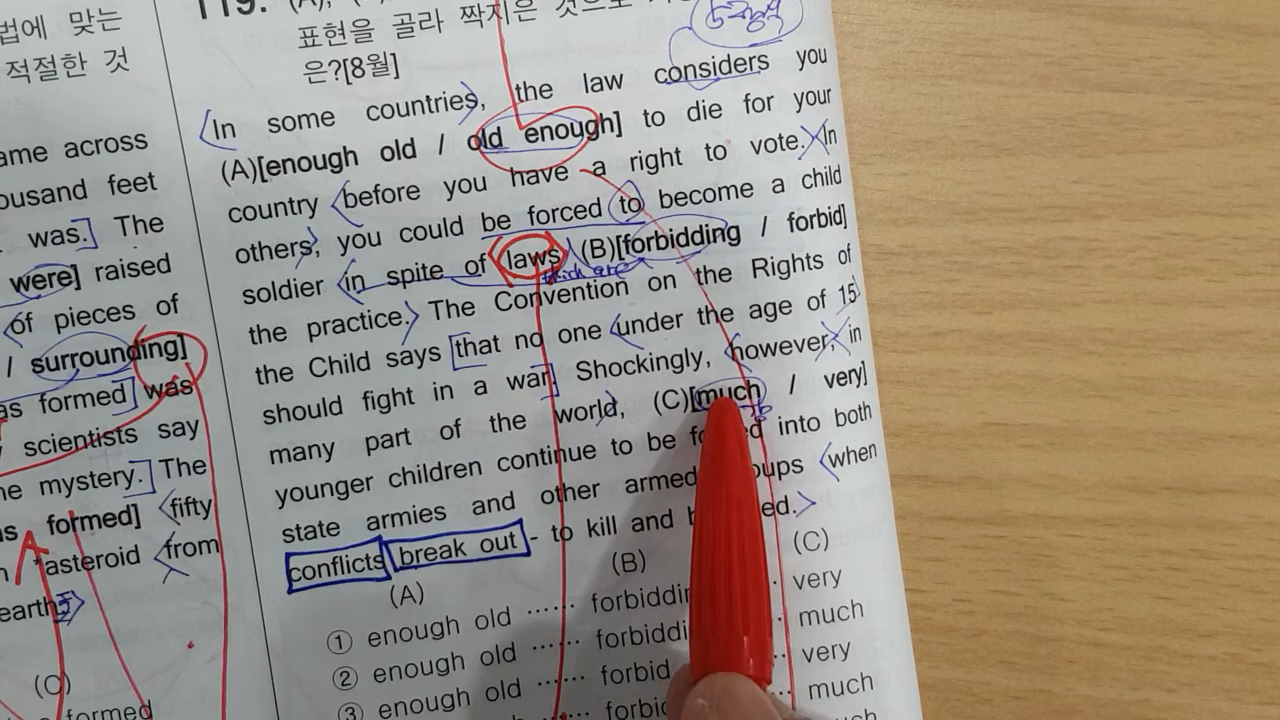 법에 맞는
적절한 것
ame across
ousand feet
was.] The
were] raised
of pieces of
/ surrounding]
as formed] was
scientists say
he mystery.] The
formed] fifty
*asteroid from
earth
(C)
formed
119. (A),
표현을 골라 짝지은 것으로
은?[8월]
In some countries, the law considers you
(A)[enough old / old enough] to die for your
country before you have a right to vote. In
others, you could be forced to become a child
soldier in spite of laws (B)[forbidding / forbid]
which are
the practice. The Convention on the Rights of
the Child says that no one under the age of 15
should fight in a war. Shockingly, however, in
many part of the world, (C)[much / very]
younger children continue to be into both
state armies and other armed when
conflicts break out - to kill and
(A) (B) (C)
① enough old ...... very
② enough old ...... much
③ enough old ...... forbid very
much